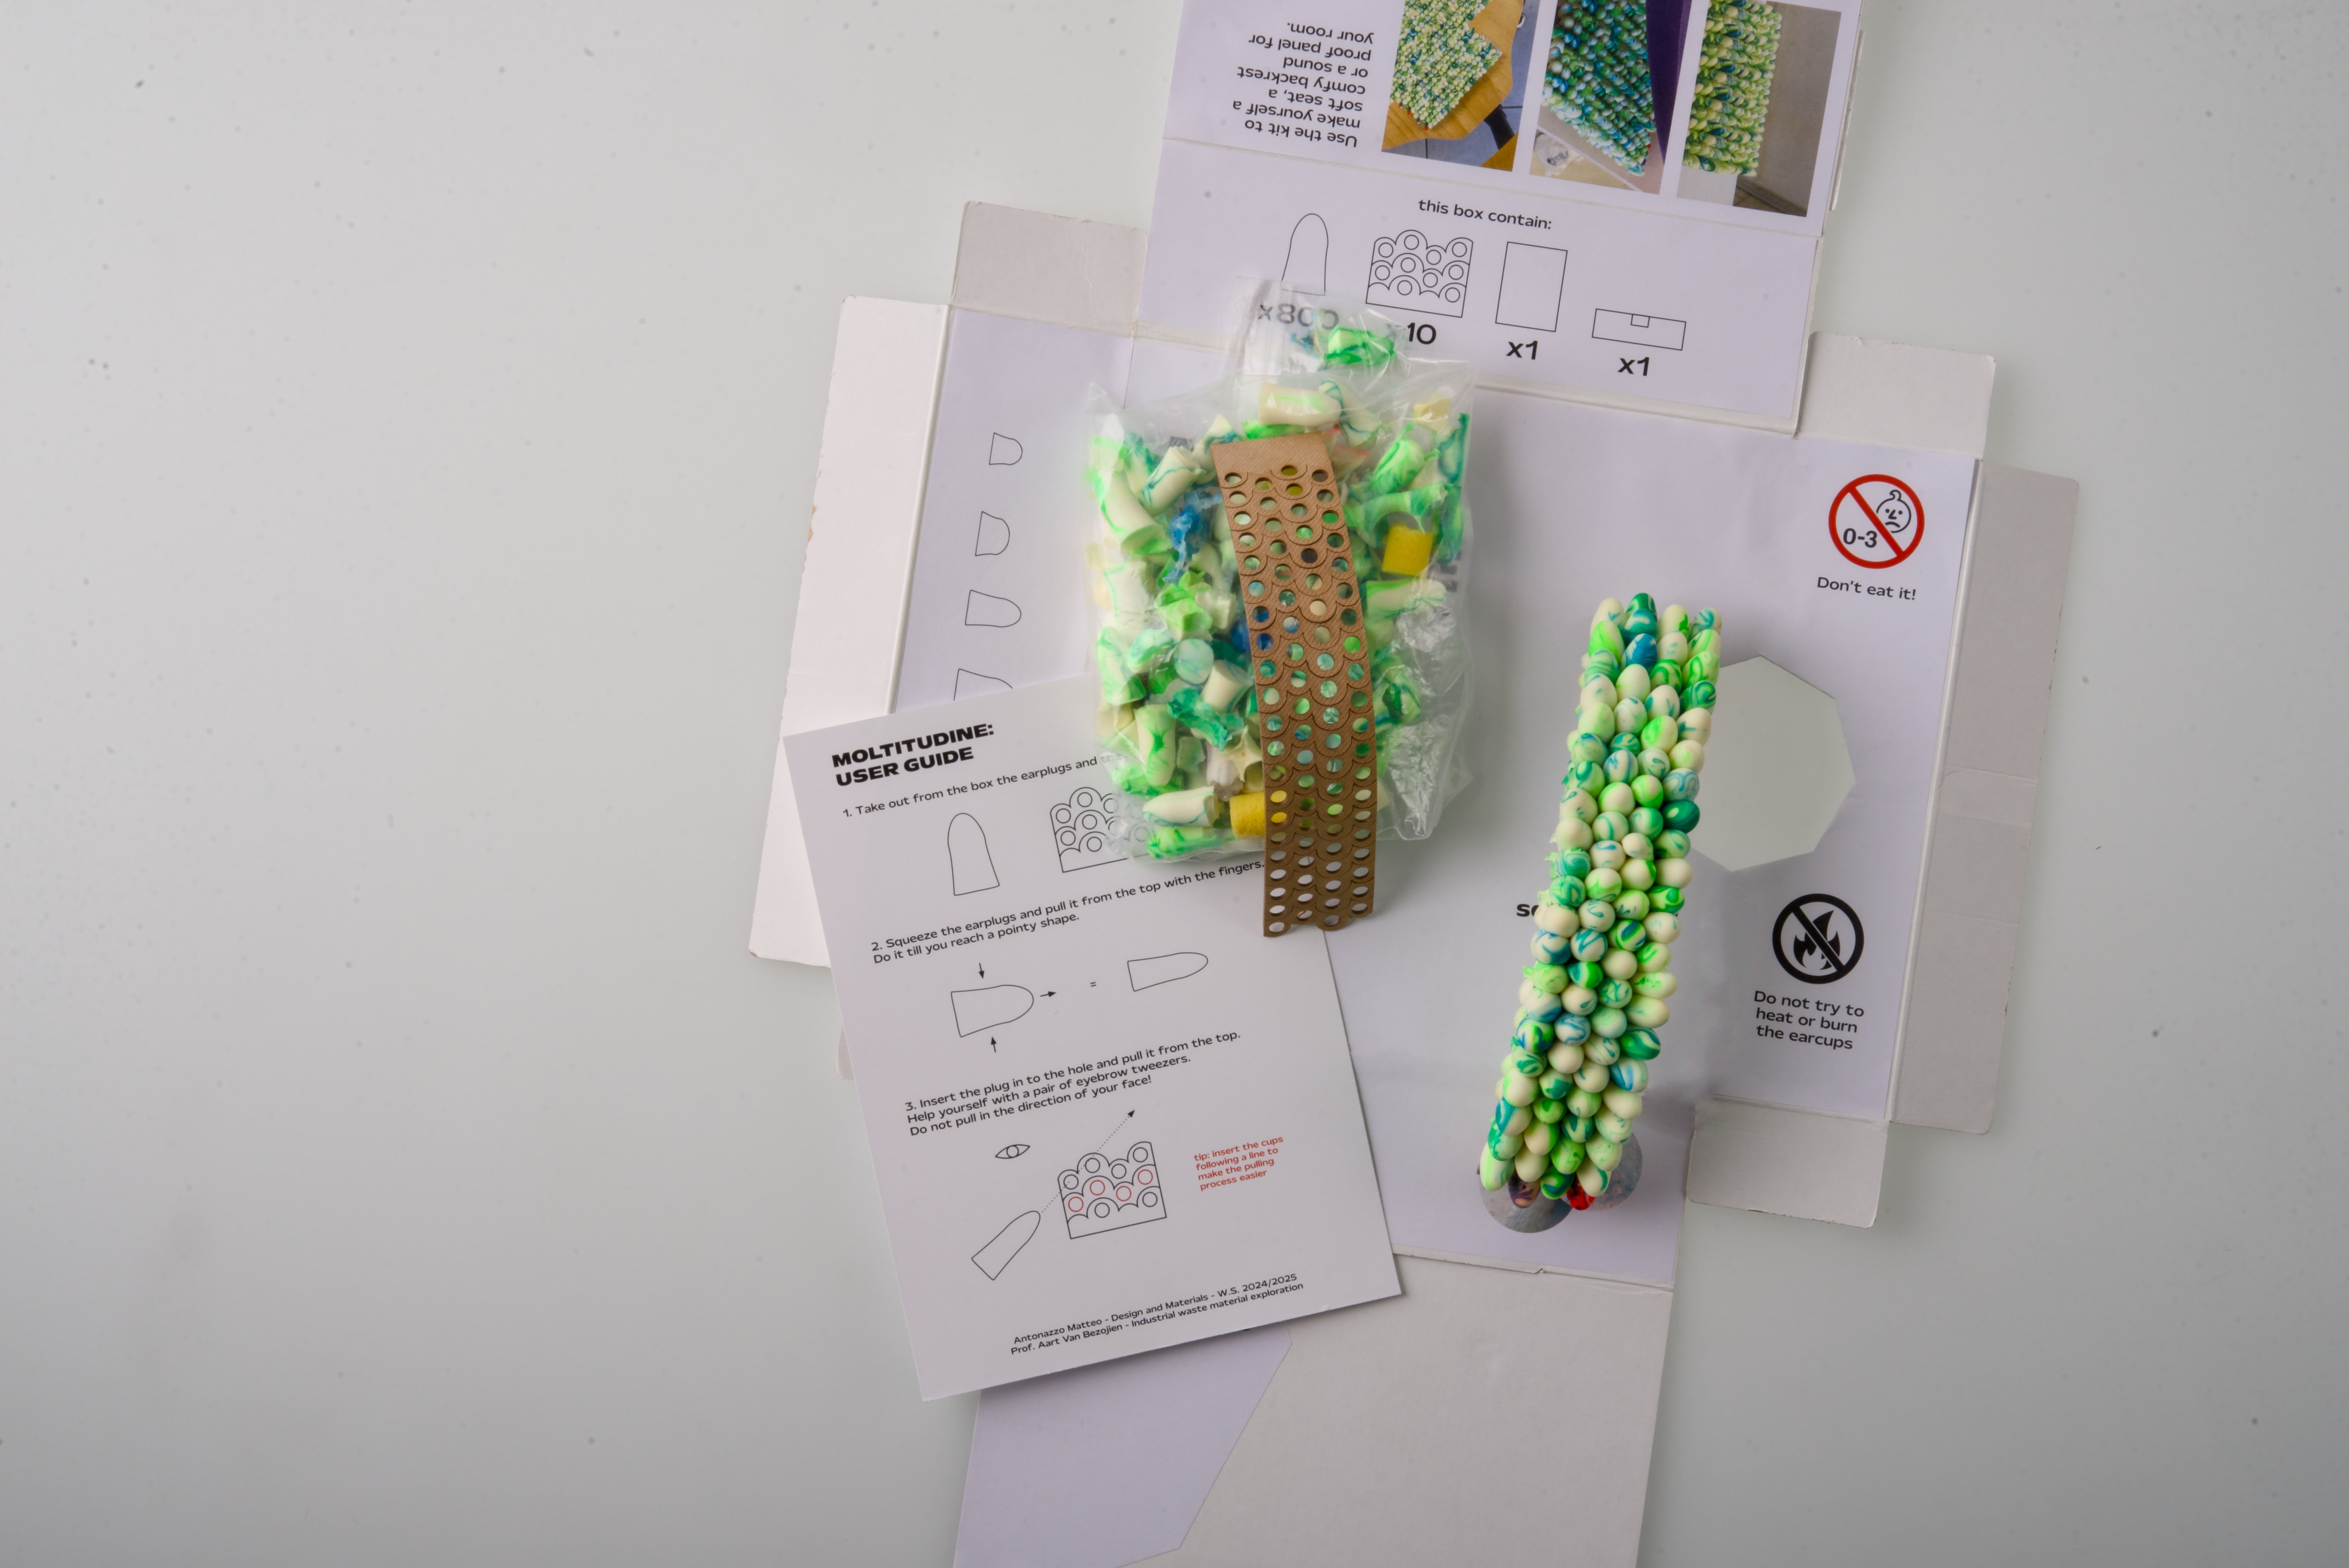 Use the kit to
make yourself a
soft seat, a
comfy backrest
or a sound
proof panel for
your room.
this box contain:
x800
10
x1
x1
0-3
Don't eat it!
Do not try to
heat or burn
the earcups
MOLTITUDINE:
USER GUIDE
1. Take out from the box the earplugs and
2. Squeeze the earplugs and pull it from the top with the fingers.
Do it till you reach a pointy shape.
=
3. Insert the plug in to the hole and pull it from the top.
Help yourself with a pair of eyebrow tweezers.
Do not pull in the direction of your face!
tip: insert the cups
following a line to
make the pulling
process easier
Antonazzo Matteo - Design and Materials - W.S. 2024/2025
Prof. Aart Van Bezojien - Industrial waste material exploration